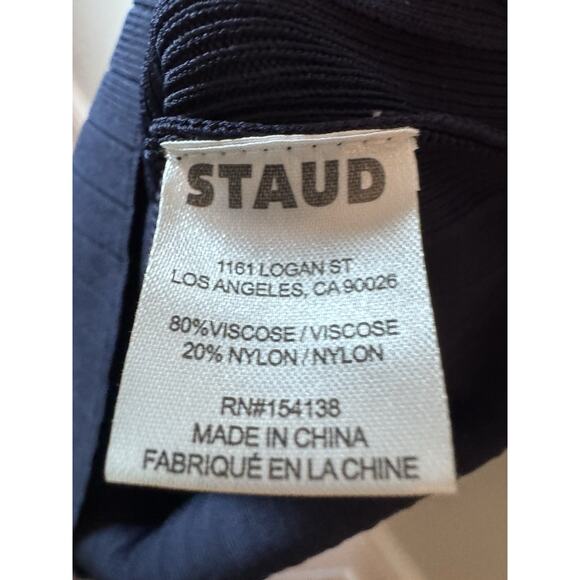 STAUD
1161 LOGAN ST
LOS ANGELES, CA 90026
80%VISCOSE / VISCOSE
20% NYLON / NYLON
RN#154138
MADE IN CHINA
FABRIQUÉ EN LA CHINE